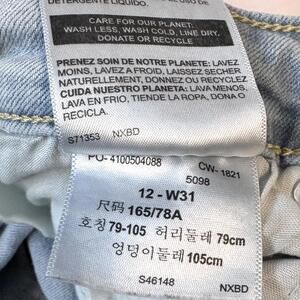 DETERGENTE LIQUIDO.
CARE FOR OUR PLANET:
WASH LESS, WASH COLD, LINE DRY,
DONATE OR RECYCLE
PRENEZ SOIN DE NOTRE PLANETE: LAVEZ
MOINS, LAVEZ A FROID, LAISSEZ SECHER
NATURELLEMENT, DONNEZ OU RECYCLEZ
CUIDA NUESTRO PLANETA: LAVA MENOS,
LAVA EN FRIO, TIENDE AL AIRE, DONA O
RECICLA.
S71353 NXBD
PO- 4100504088 CW- 1821
5098
12 - W31
尺码 165/78A
호칭 79-105 허리둘레 79cm
엉덩이둘레 105cm
S46148 NXBD